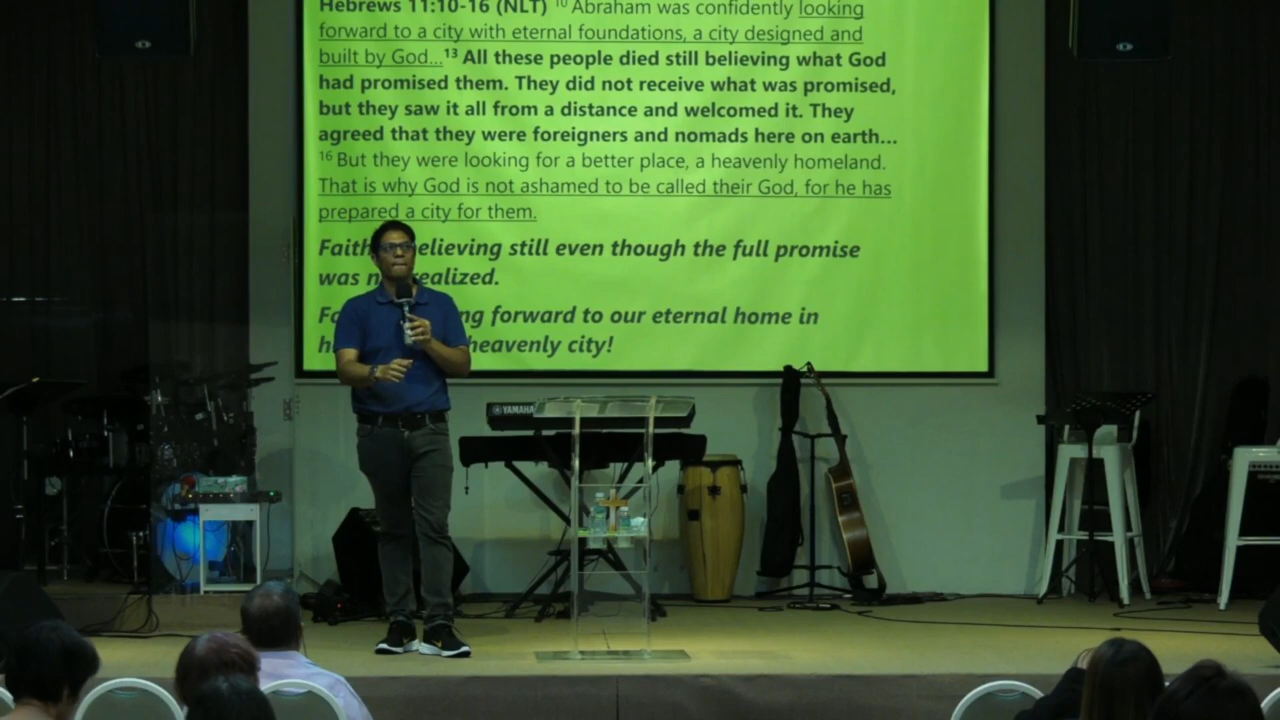 Hebrews 11:10-16 (NLT) 10 Abraham was confidently looking
forward to a city with eternal foundations, a city designed and
built by God...13 All these people died still believing what God
had promised them. They did not receive what was promised,
but they saw it all from a distance and welcomed it. They
agreed that they were foreigners and nomads here on earth...
16 But they were looking for a better place, a heavenly homeland.
That is why God is not ashamed to be called their God, for he has
prepared a city for them.
Faith believing still even though the full promise
was realized.
forward to our eternal home in
heavenly city!
YAMAHA